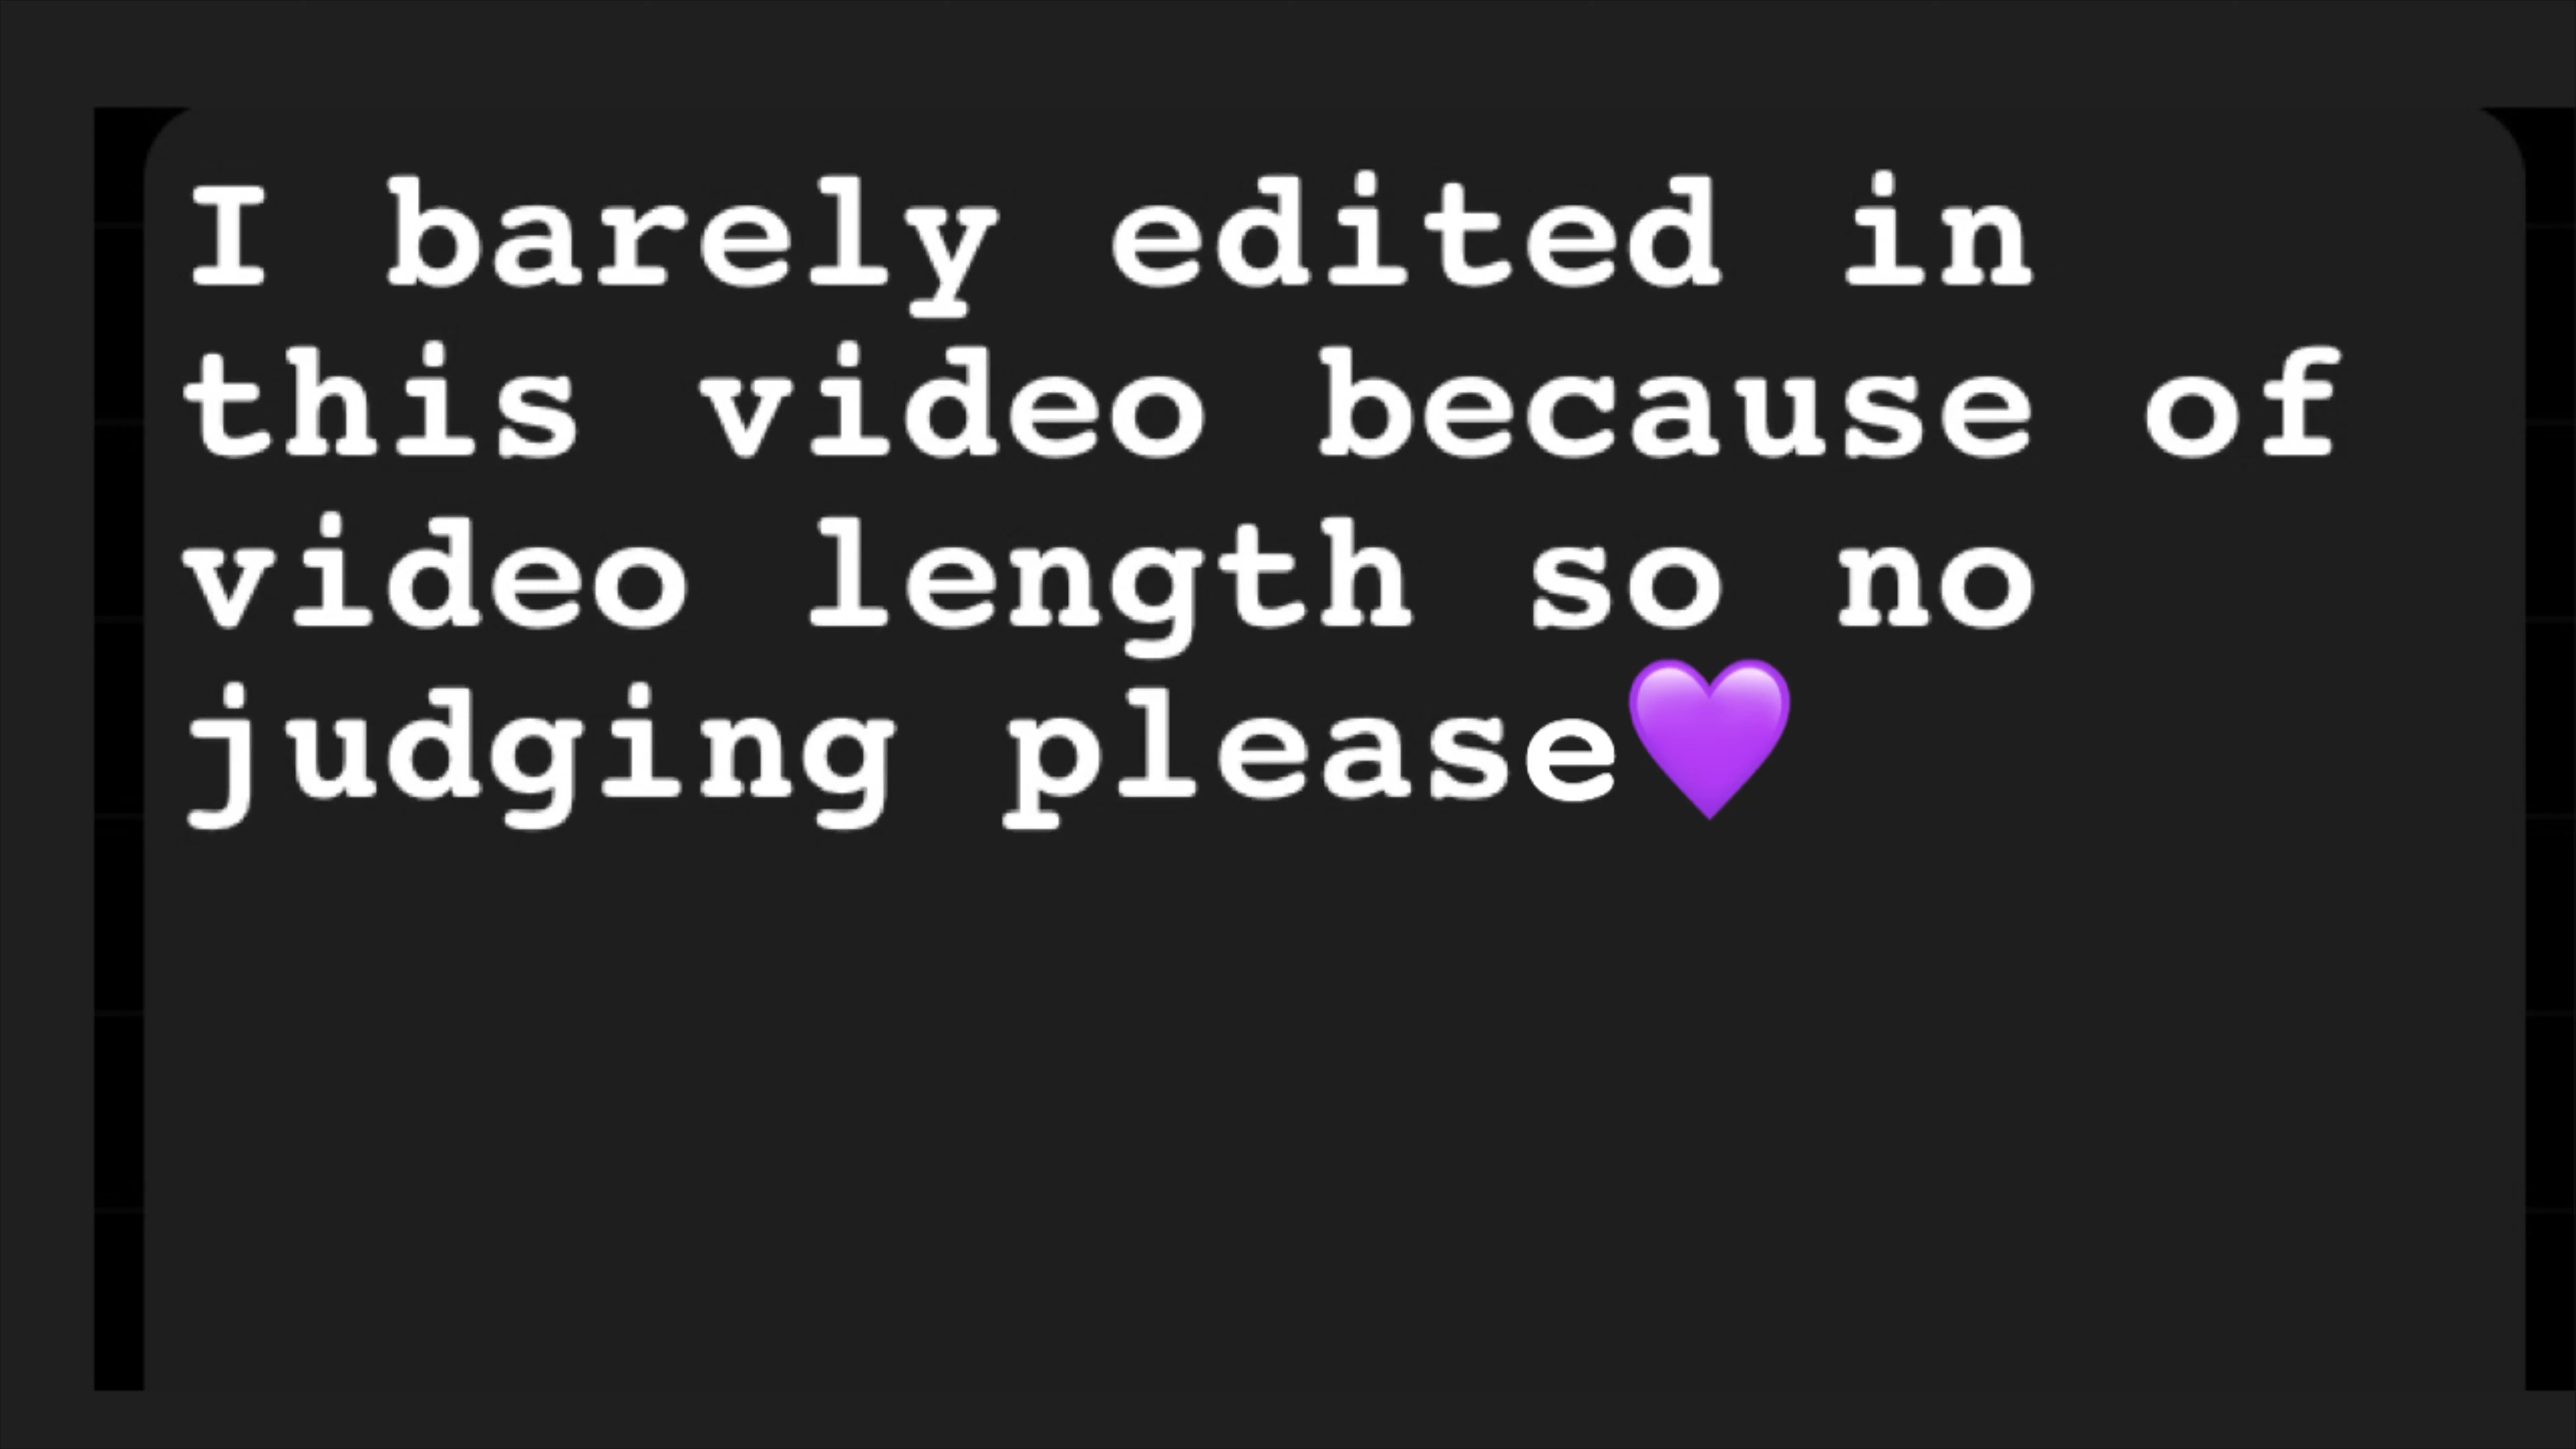 I barely edited in
this video because of
video length so no
judging please💜